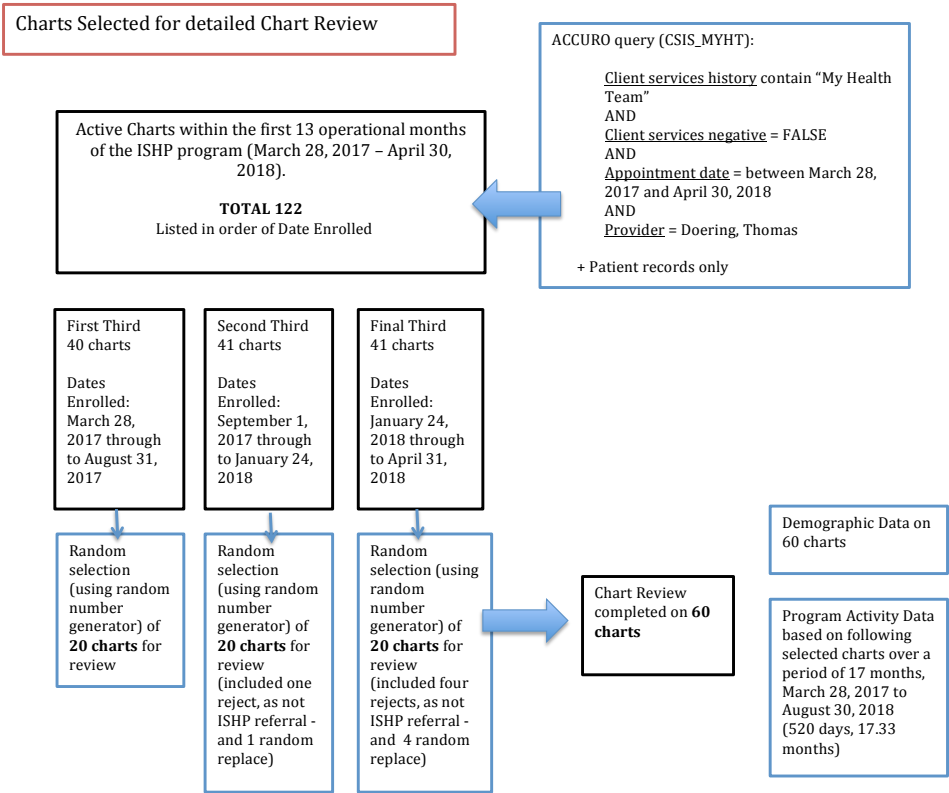 Charts Selected for detailed Chart Review
ACCURO query (CSIS_MYHT):
Client services history contain “My Health
Team”
AND
Client services negative = FALSE
AND
Appointment date = between March 28,
2017 and April 30, 2018
AND
Provider = Doering, Thomas
+ Patient records only
Active Charts within the first 13 operational months
of the ISHP program (March 28, 2017 – April 30,
2018).
TOTAL 122
Listed in order of Date Enrolled
First Third
40 charts
Dates
Enrolled:
March 28,
2017 through
to August 31,
2017
Second Third
41 charts
Dates
Enrolled:
September 1,
2017 through
to January 24,
2018
Final Third
41 charts
Dates
Enrolled:
January 24,
2018 through
to April 31,
2018
Random
selection
(using random
number
generator) of
20 charts for
review
Random
selection
(using random
number
generator) of
20 charts for
review
(included one
reject, as not
ISHP referral -
and 1 random
replace)
Random
selection (using
random
number
generator) of
20 charts for
review
(included four
rejects, as not
ISHP referral -
and 4 random
replace)
Chart Review
completed on 60
charts
Demographic Data on
60 charts
Program Activity Data
based on following
selected charts over a
period of 17 months,
March 28, 2017 to
August 30, 2018
(520 days, 17.33
months)